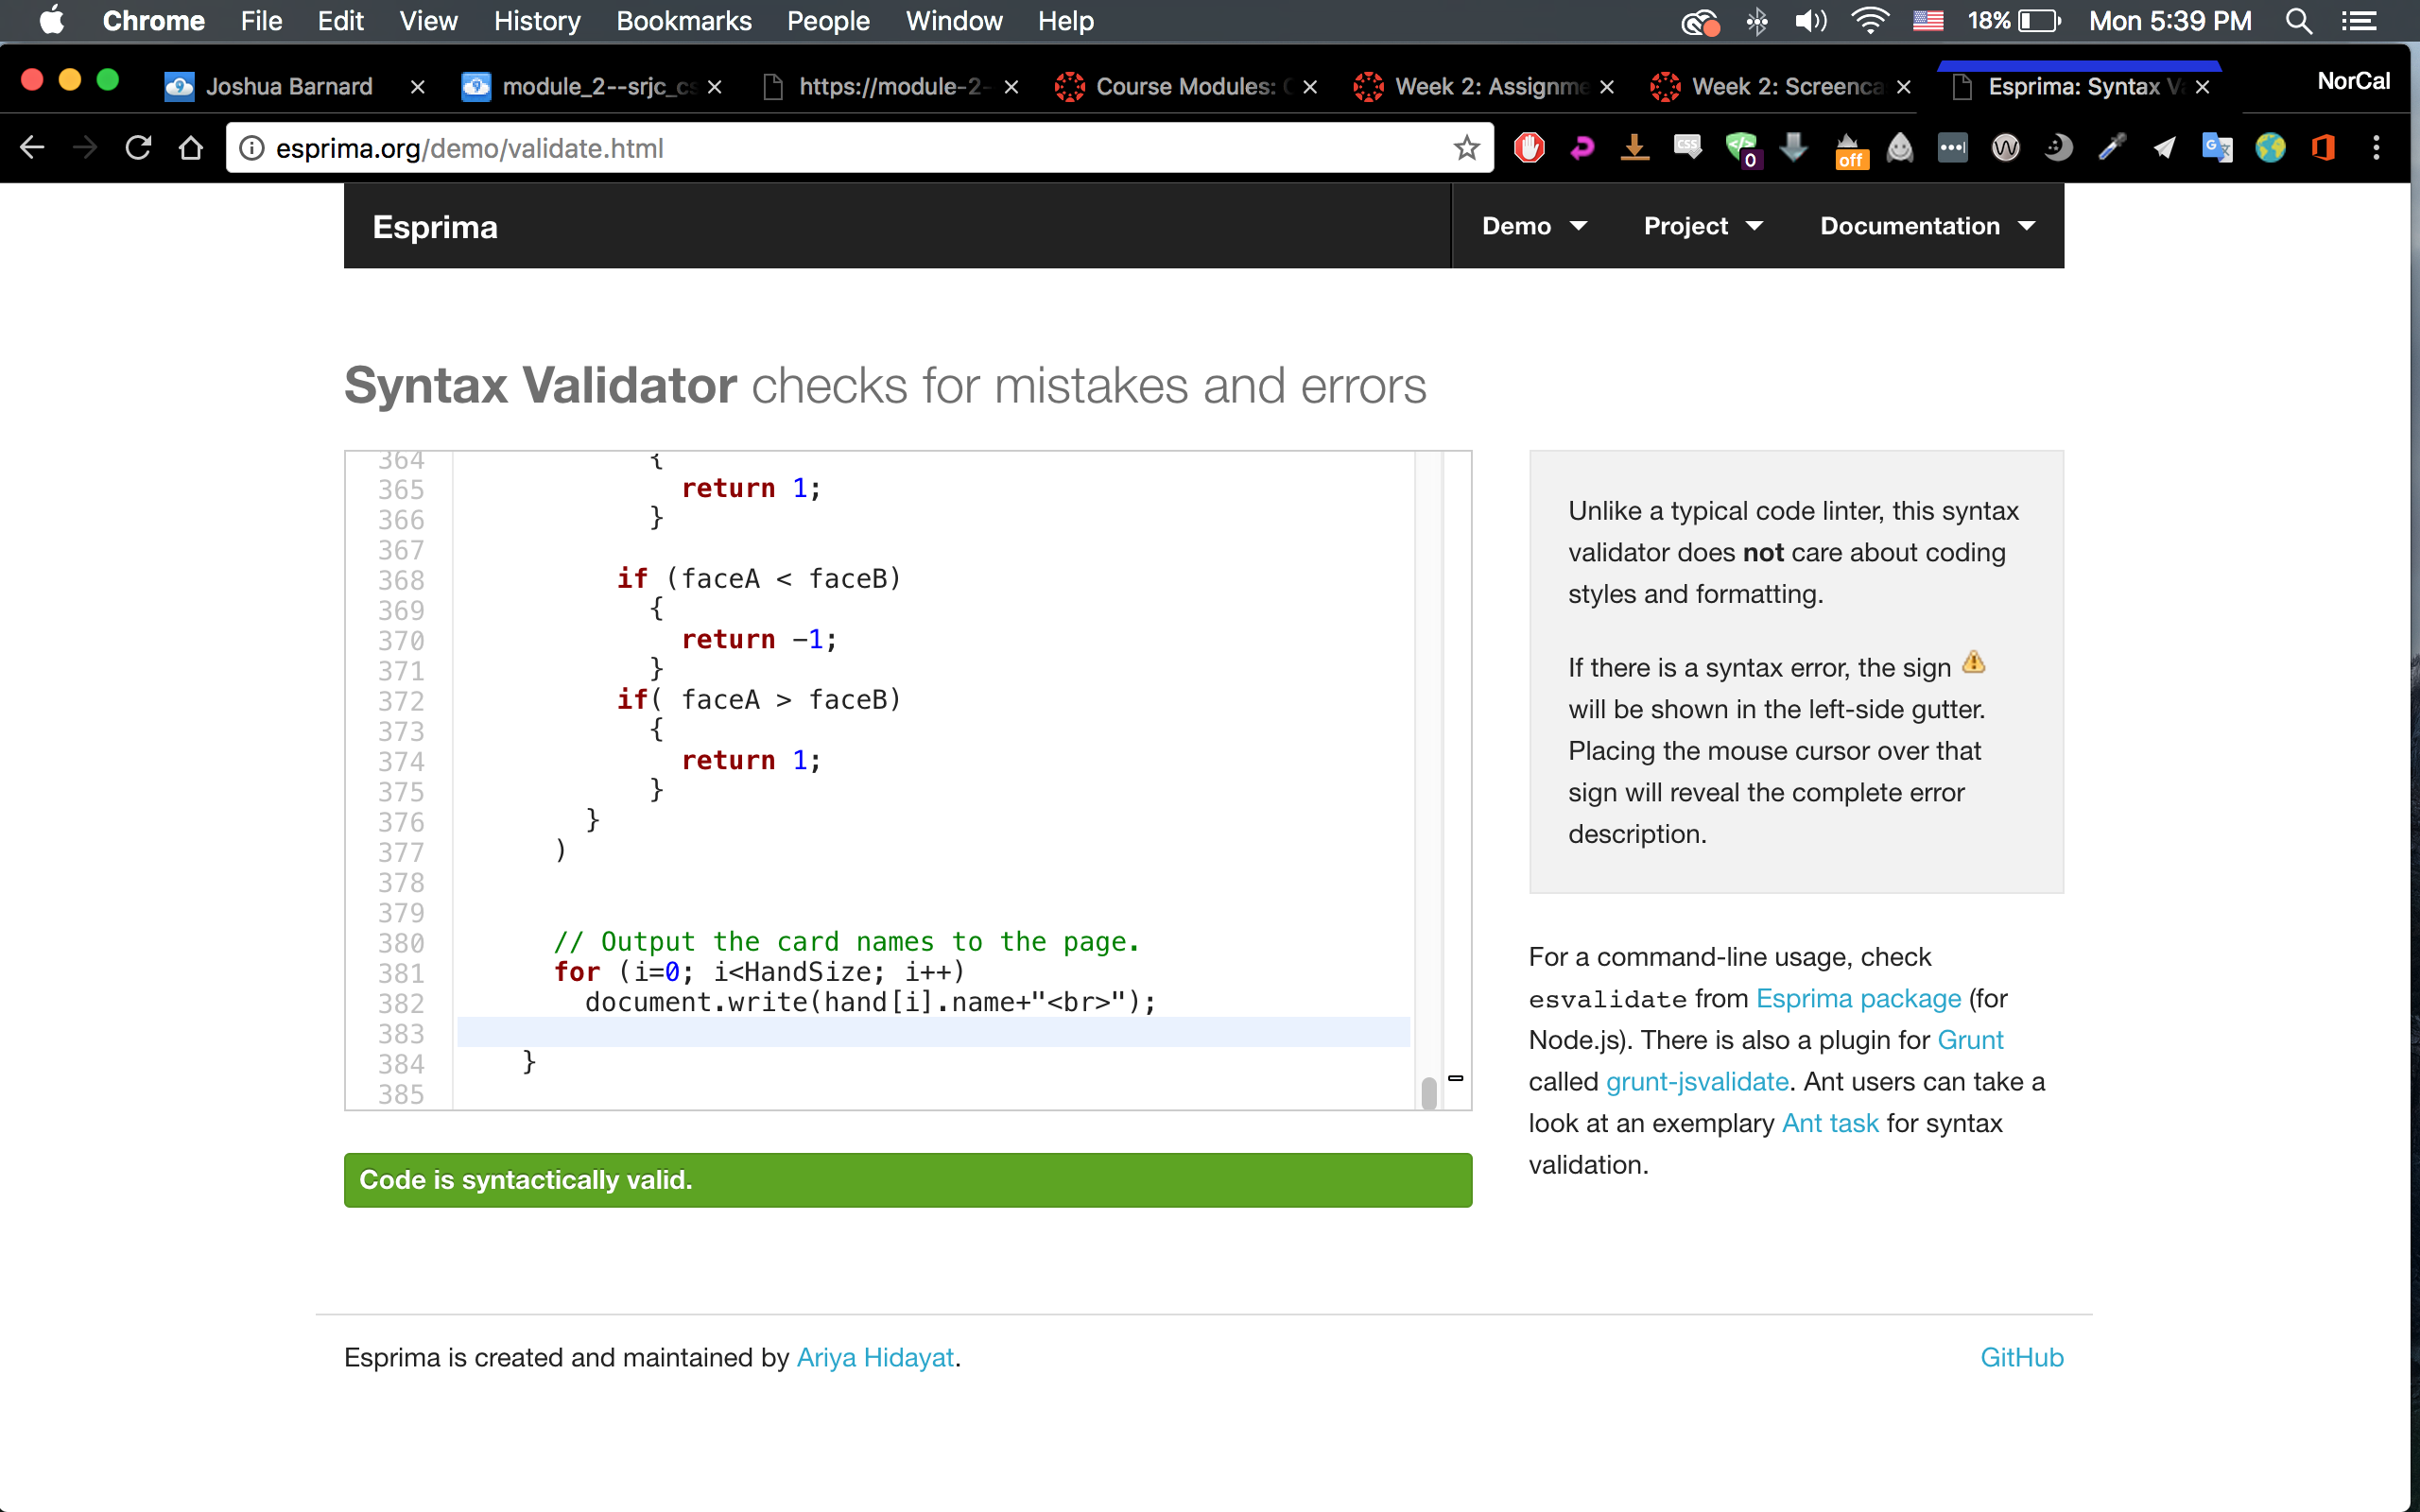 Chrome File Edit View History Bookmarks People Window Help 18% Mon 5:39 PM
Joshua Barnard module_2--srjc_cs https://module-2- Course Modules: Week 2: Assignme Week 2: Screenca Esprima: Syntax V NorCal
esprima.org/demo/validate.html
CSS 0 off
Esprima Demo Project Documentation
Syntax Validator checks for mistakes and errors
364 {
365 return 1;
366 }
367
368 if (faceA < faceB)
369 {
370 return -1;
371 }
372 if( faceA > faceB)
373 {
374 return 1;
375 }
376 }
377 )
378
379
380 // Output the card names to the page.
381 for (i=0; i<HandSize; i++)
382 document.write(hand[i].name+"<br>");
383
384 }
385
Code is syntactically valid.
Unlike a typical code linter, this syntax
validator does not care about coding
styles and formatting.
If there is a syntax error, the sign
will be shown in the left-side gutter.
Placing the mouse cursor over that
sign will reveal the complete error
description.
For a command-line usage, check
esvalidate from Esprima package (for
Node.js). There is also a plugin for Grunt
called grunt-jsvalidate. Ant users can take a
look at an exemplary Ant task for syntax
validation.
Esprima is created and maintained by Ariya Hidayat.
GitHub